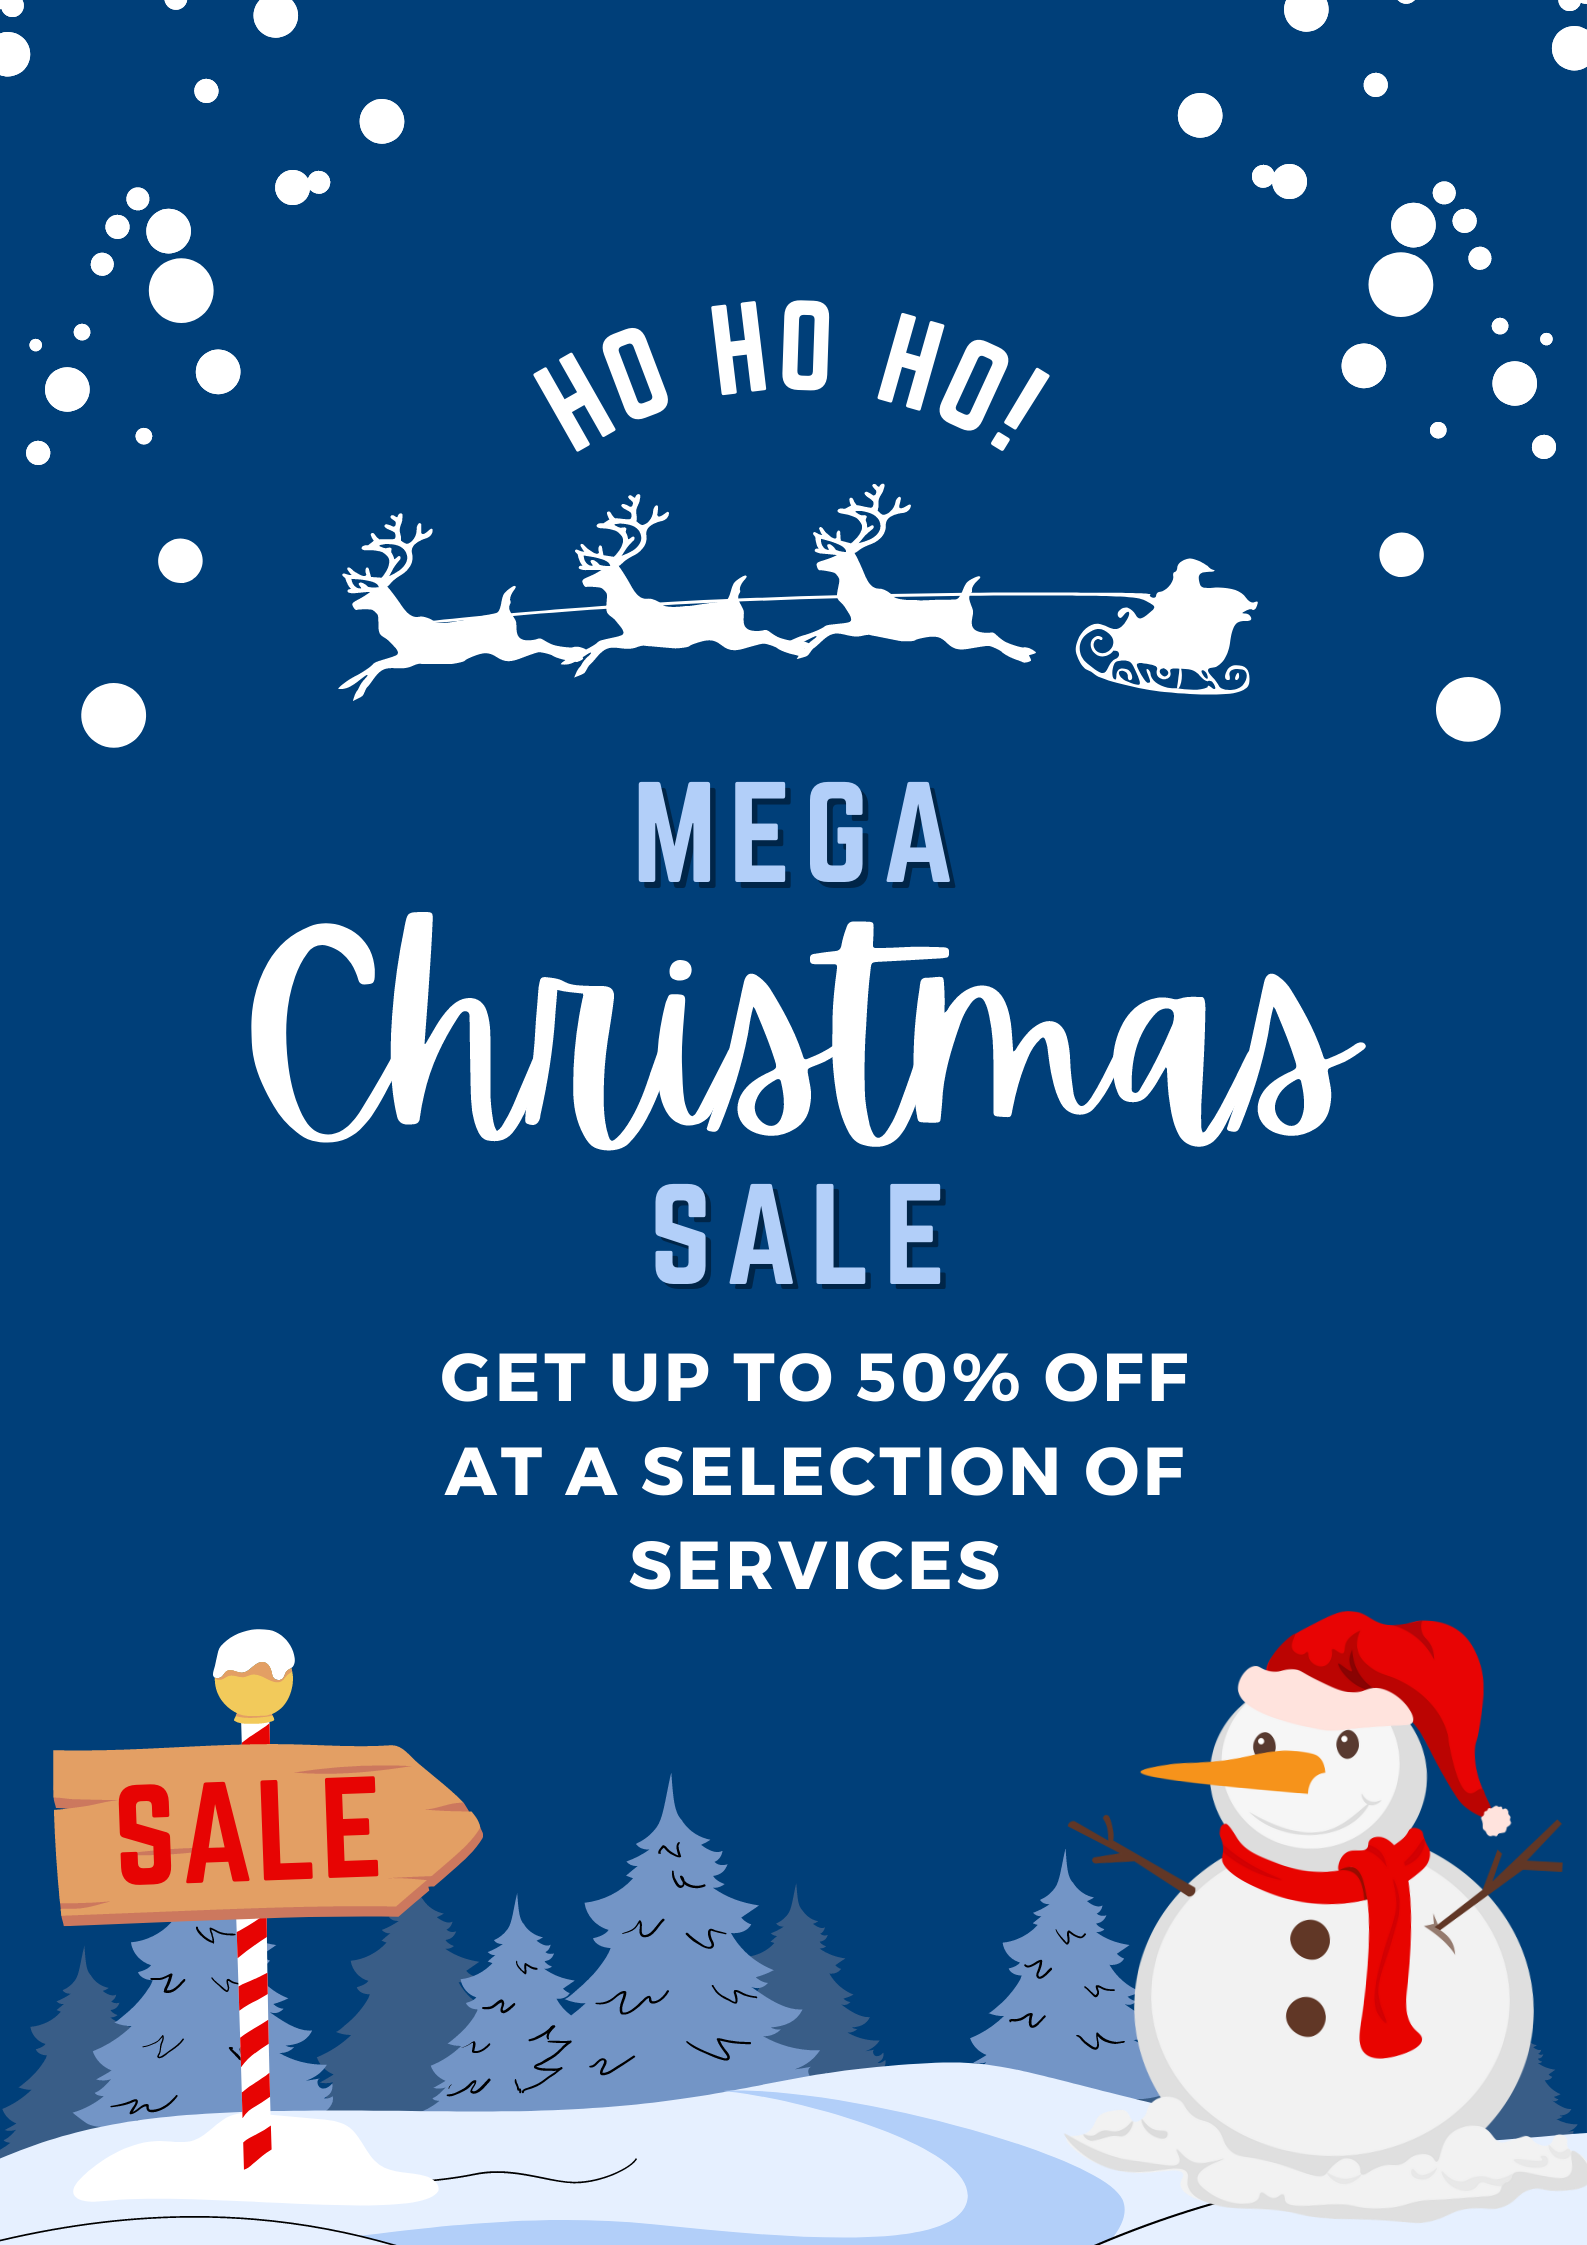 HO HO HO!
MEGA
Christmas
SALE
GET UP TO 50% OFF
AT A SELECTION OF
SERVICES
SALE